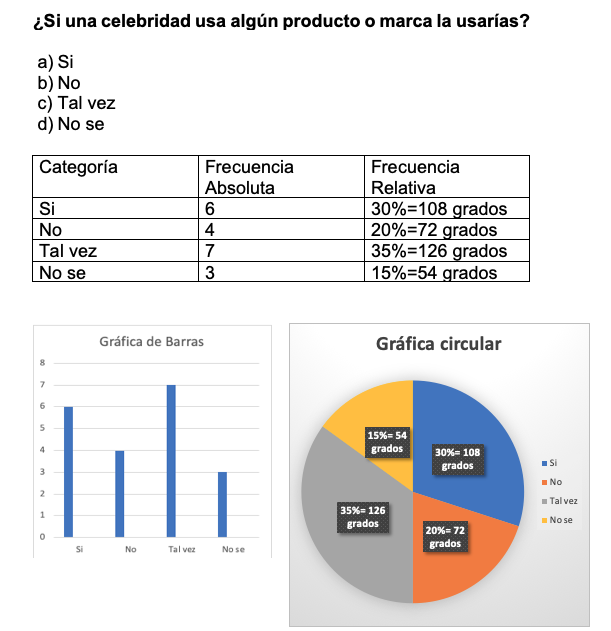 ¿Si una celebridad usa algún producto o marca la usarías?
a) Si
b) No
c) Tal vez
d) No se
Categoría Frecuencia Absoluta Frecuencia Relativa
Si 6 30%=108 grados
No 4 20%=72 grados
Tal vez 7 35%=126 grados
No se 3 15%=54 grados
Gráfica de Barras
8
7
6
5
4
3
2
1
0
Si No Tal vez No se
Gráfica circular
15%= 54
grados
30%= 108
grados
35%= 126
grados
20%= 72
grados
Si
No
Tal vez
No se